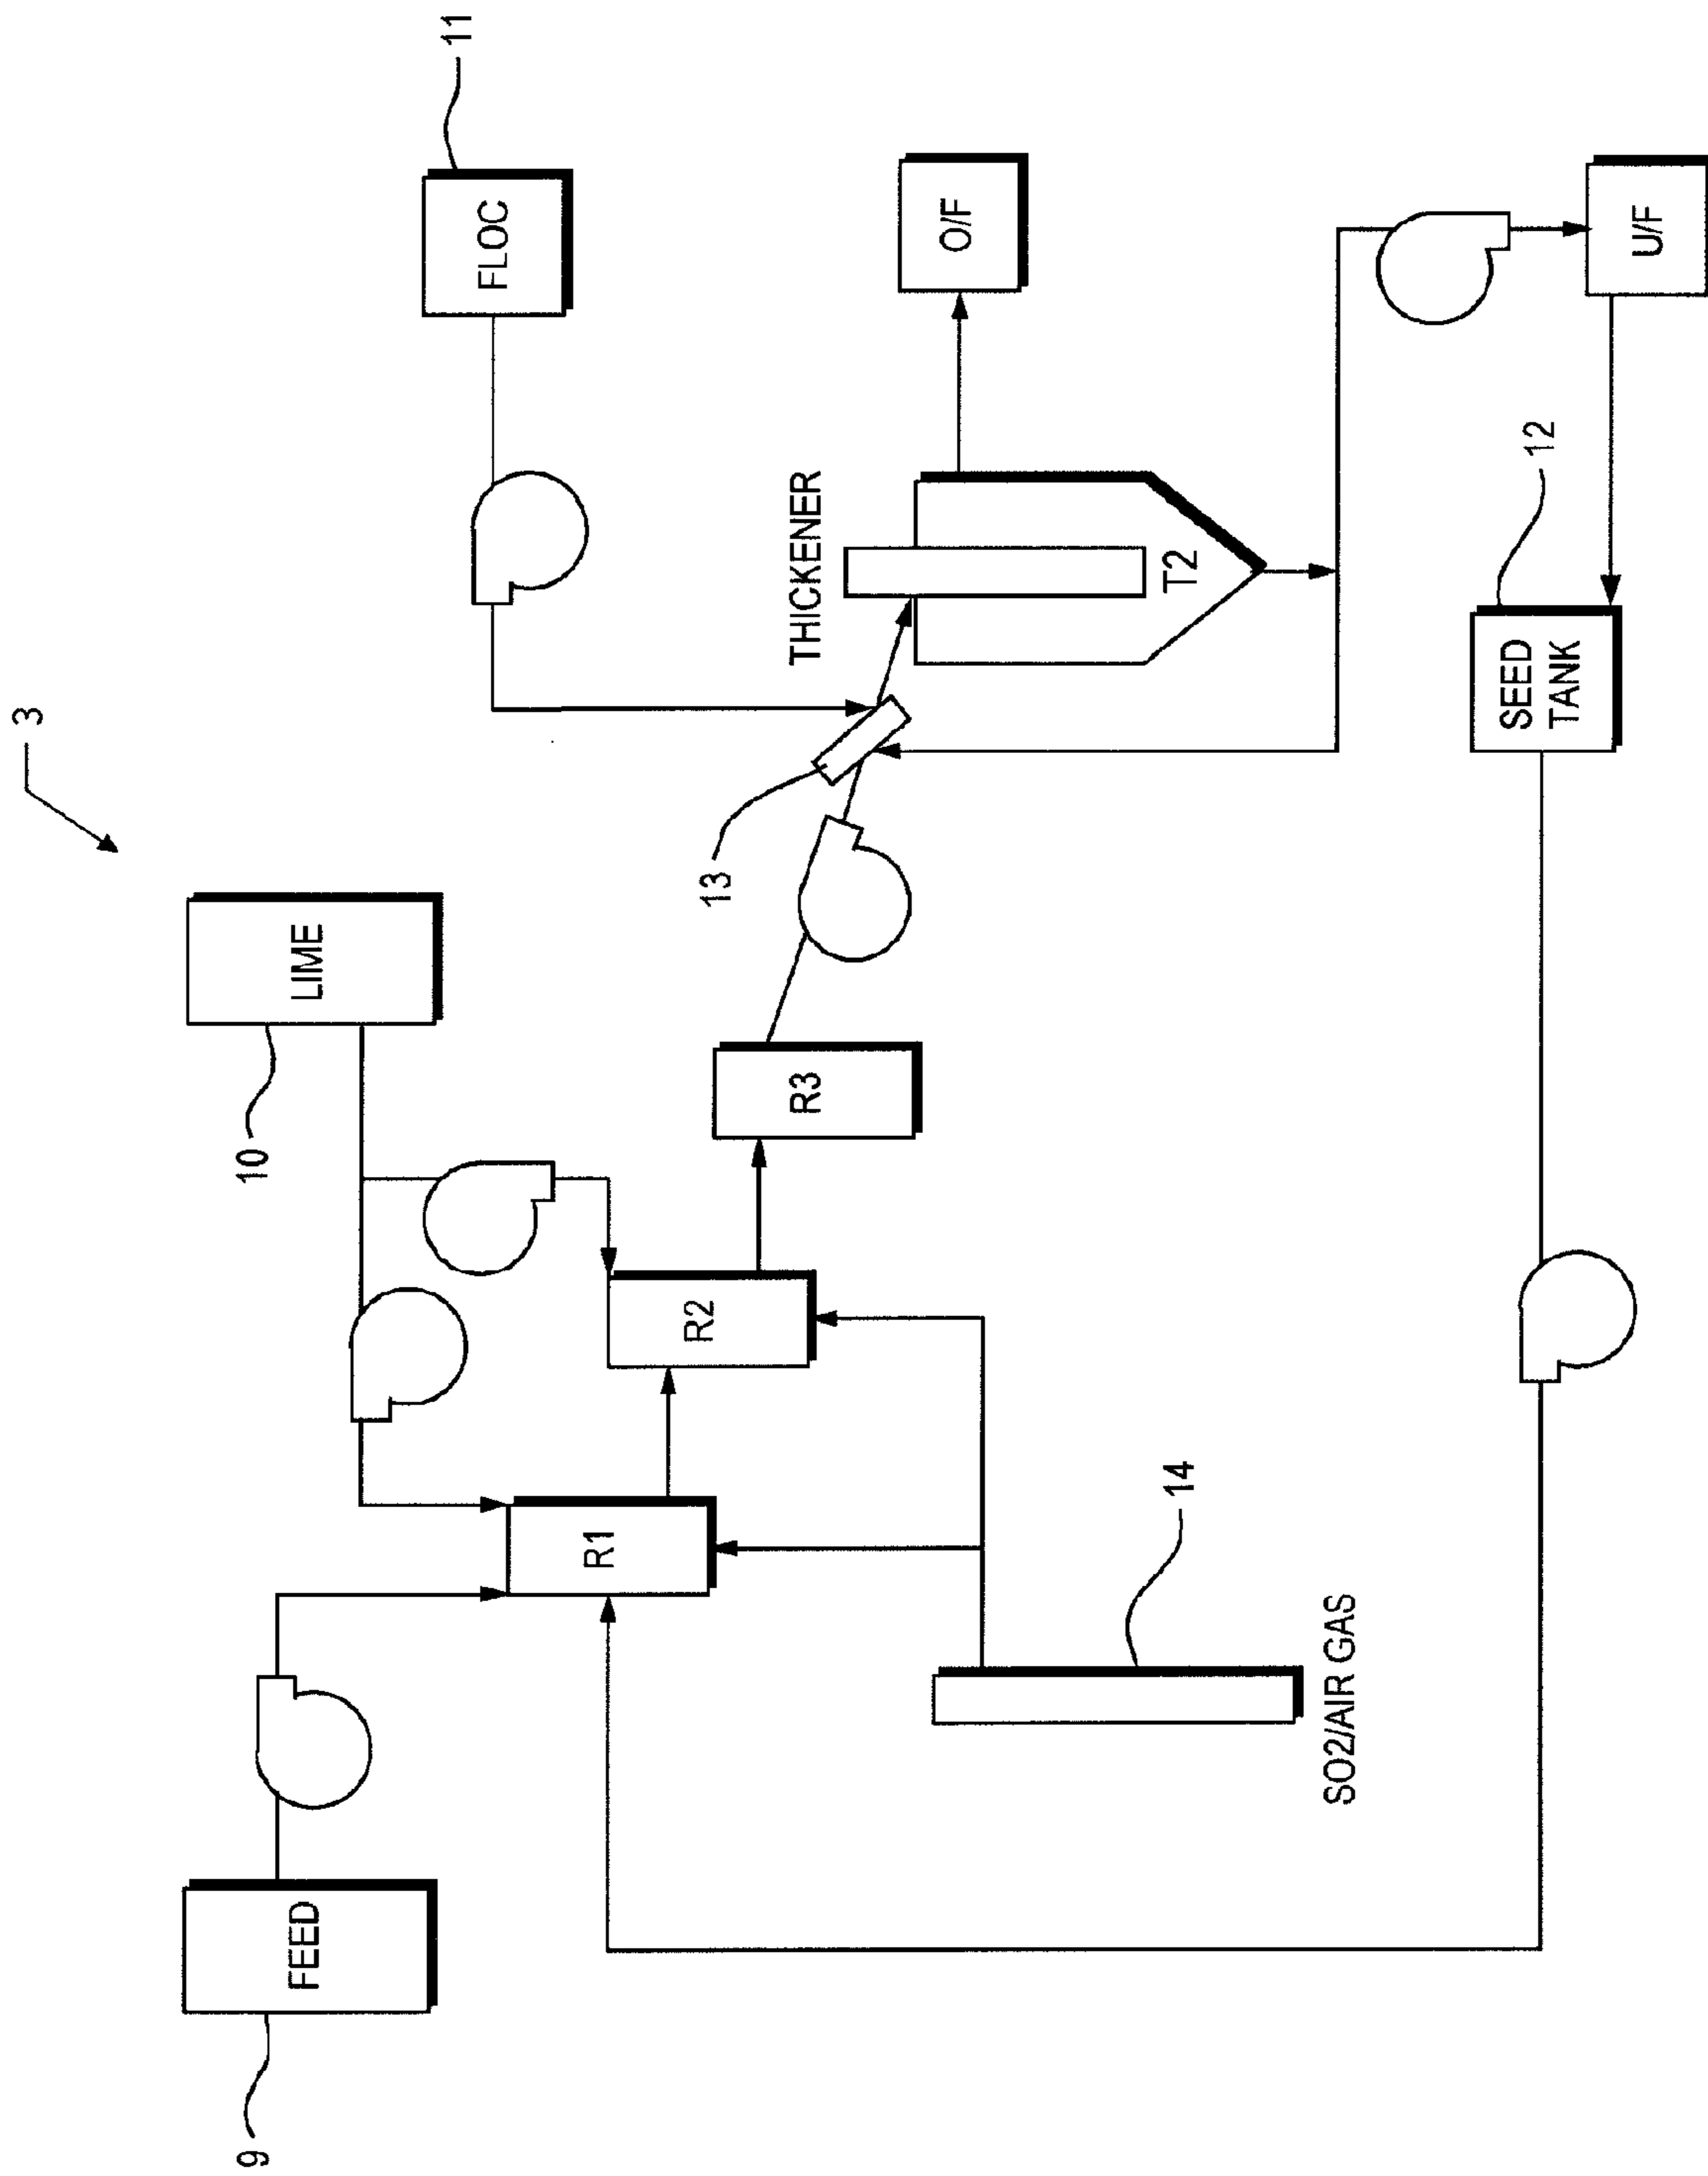 3
9
10
FEED
LIME
11
FLOC
R1
R2
13
R3
THICKENER
O/F
14
T2
SO2/AIR GAS
12
SEED
TANK
U/F